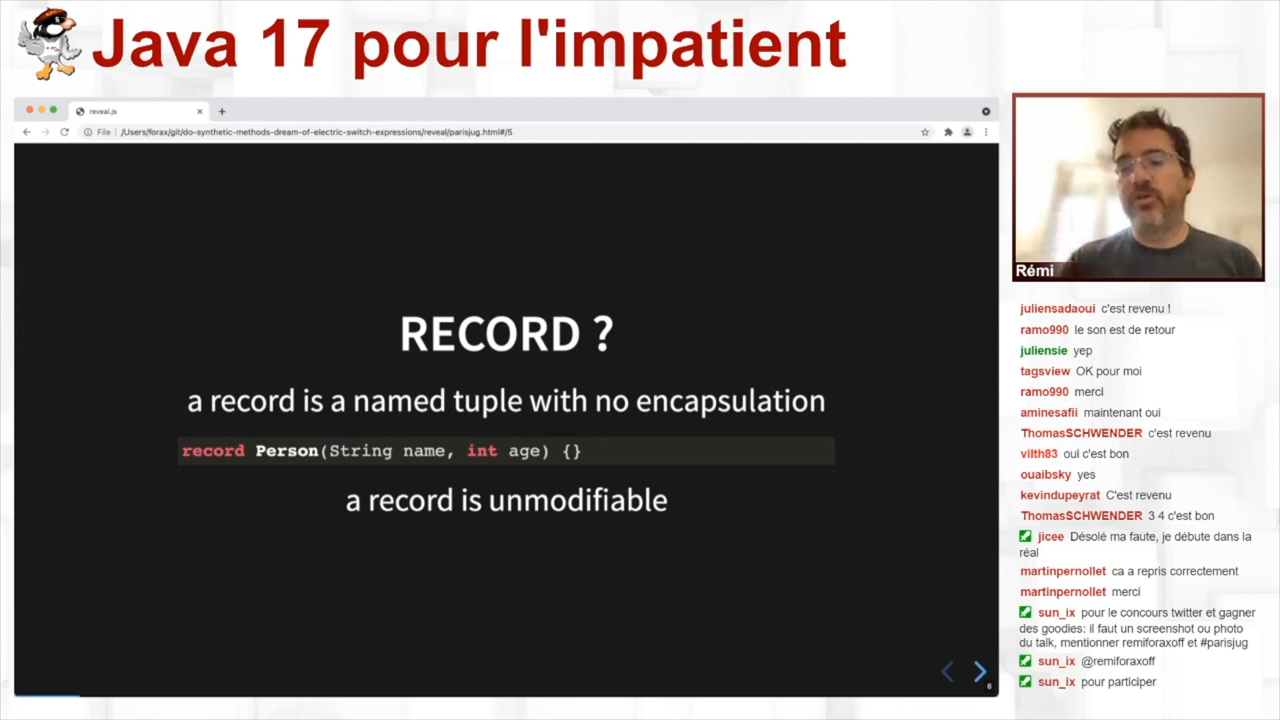 Java 17 pour l'impatient
reveal.js
File | /Users/forax/git/do-synthetic-methods-dream-of-electric-switch-expressions/reveal/parisjug.html#/5
RECORD ?
a record is a named tuple with no encapsulation
record Person(String name, int age) {}
a record is unmodifiable
6
Rémi
juliensadaoui c'est revenu !
ramo990 le son est de retour
juliensie yep
tagsview OK pour moi
ramo990 merci
aminesafii maintenant oui
ThomasSCHWENDER c'est revenu
vilth83 oui c'est bon
ouaibsky yes
kevindupeyrat C'est revenu
ThomasSCHWENDER 3 4 c'est bon
jicee Désolé ma faute, je débute dans la
réal
martinpernollet ca a repris correctement
martinpernollet merci
sun_ix pour le concours twitter et gagner
des goodies: il faut un screenshot ou photo
du talk, mentionner remiforaxoff et #parisjug
sun_ix @remiforaxoff
sun_ix pour participer